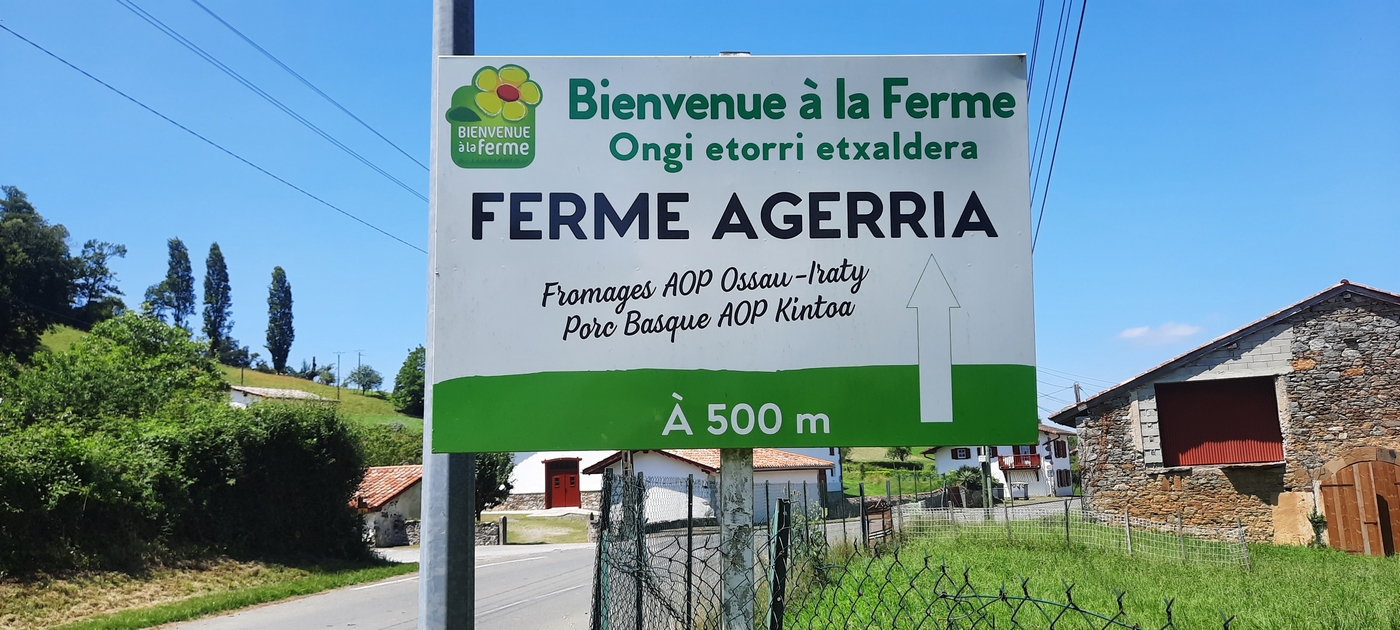 Bienvenue à la Ferme
BIENVENUE
à la ferme
Ongi etorri etxaldera
FERME AGERRIA
Fromages AOP Ossau-Iraty
Porc Basque AOP Kintoa
À 500 m